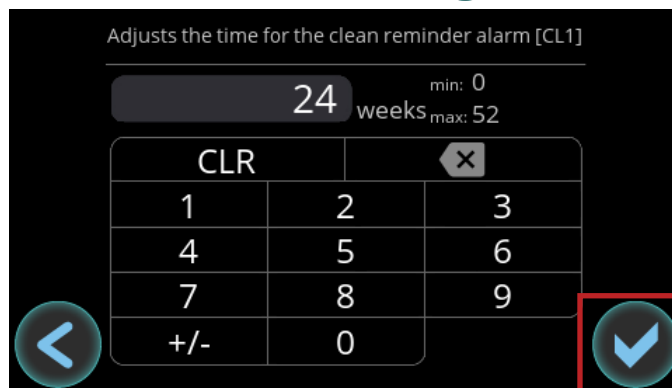 Adjusts the time for the clean reminder alarm [CL1]
24 weeks min: 0
max: 52
CLR
1 2 3
4 5 6
7 8 9
+/- 0